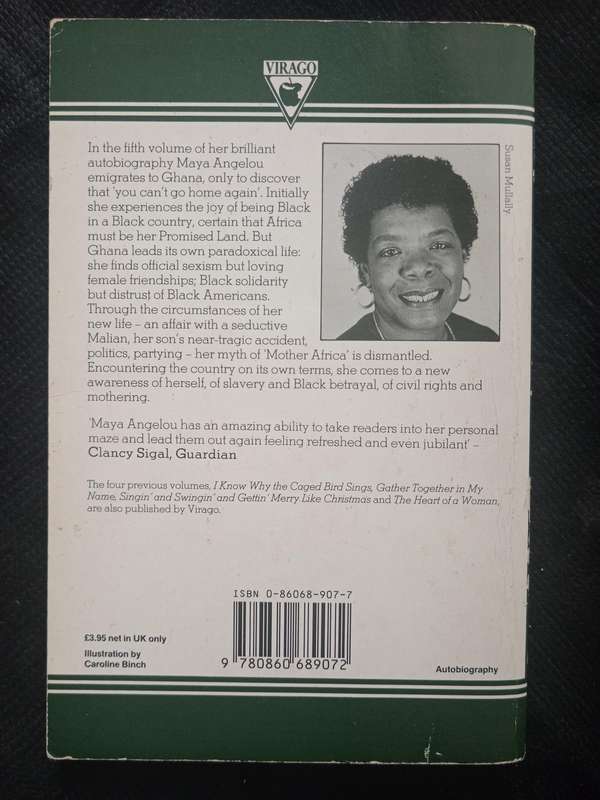 VIRAGO
In the fifth volume of her brilliant
autobiography Maya Angelou
emigrates to Ghana, only to discover
that 'you can't go home again'. Initially
she experiences the joy of being Black
in a Black country, certain that Africa
must be her Promised Land. But
Ghana leads its own paradoxical life:
she finds official sexism but loving
female friendships; Black solidarity
but distrust of Black Americans.
Through the circumstances of her
new life – an affair with a seductive
Malian, her son's near-tragic accident,
politics, partying – her myth of 'Mother Africa' is dismantled.
Encountering the country on its own terms, she comes to a new
awareness of herself, of slavery and Black betrayal, of civil rights and
mothering.
Susan Mullally
'Maya Angelou has an amazing ability to take readers into her personal
maze and lead them out again feeling refreshed and even jubilant' –
Clancy Sigal, Guardian
The four previous volumes, I Know Why the Caged Bird Sings, Gather Together in My
Name, Singin' and Swingin' and Gettin' Merry Like Christmas and The Heart of a Woman,
are also published by Virago.
ISBN 0-86068-907-7
9 780860 689072
£3.95 net in UK only
Illustration by
Caroline Binch
Autobiography